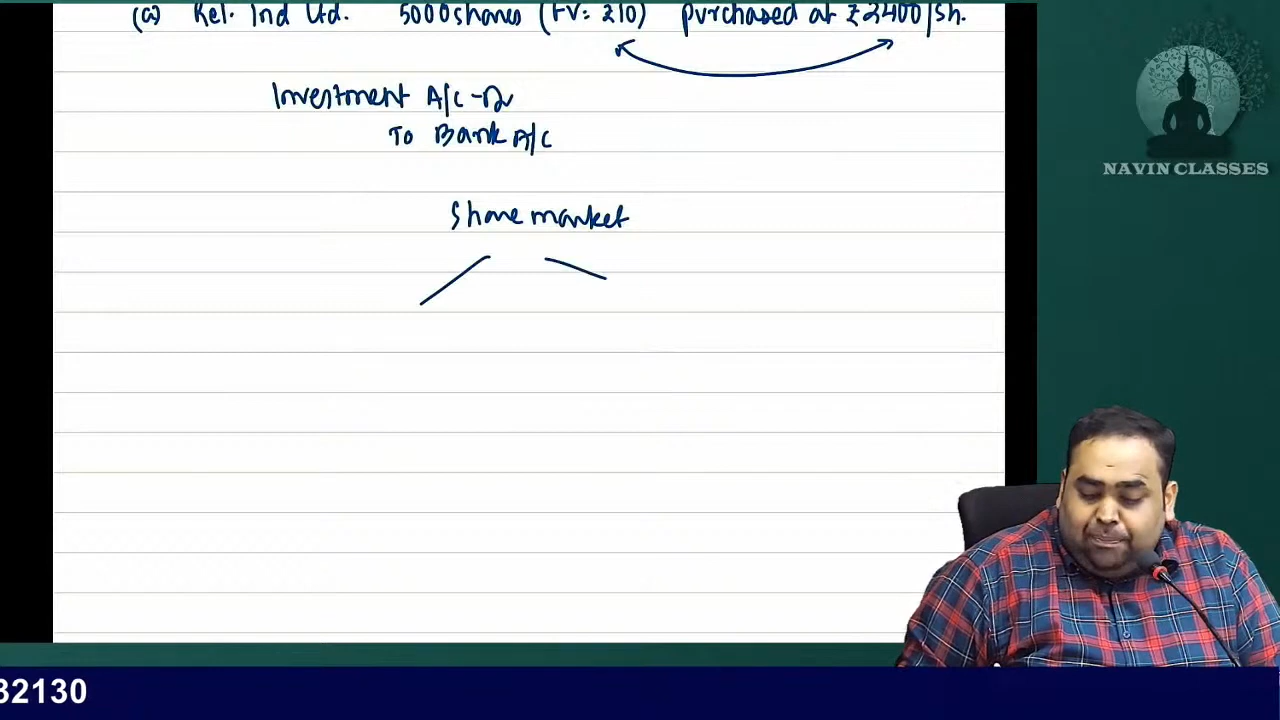 (a) Rel. Ind Ltd. 5000 shares (FV: ₹10) purchased at ₹2400/sh.
Investment A/c - Dr
To Bank A/c
Share market
NAVIN CLASSES
32130